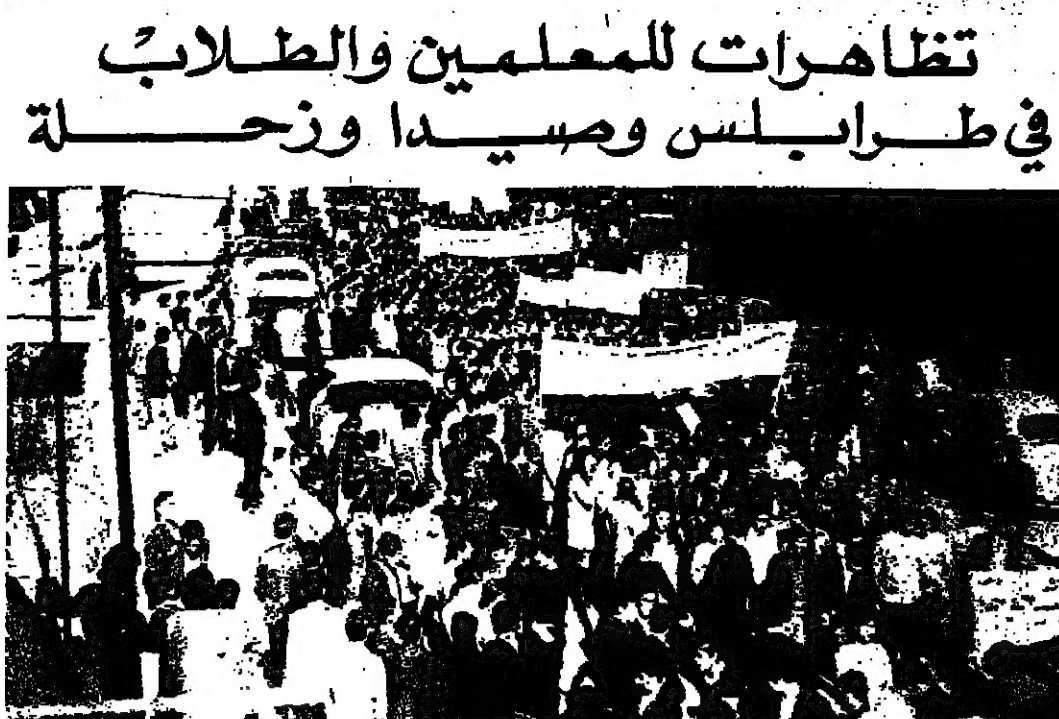 تظاهرات للمعلمين والطلاب
في طرابلس وصيدا وزحلة